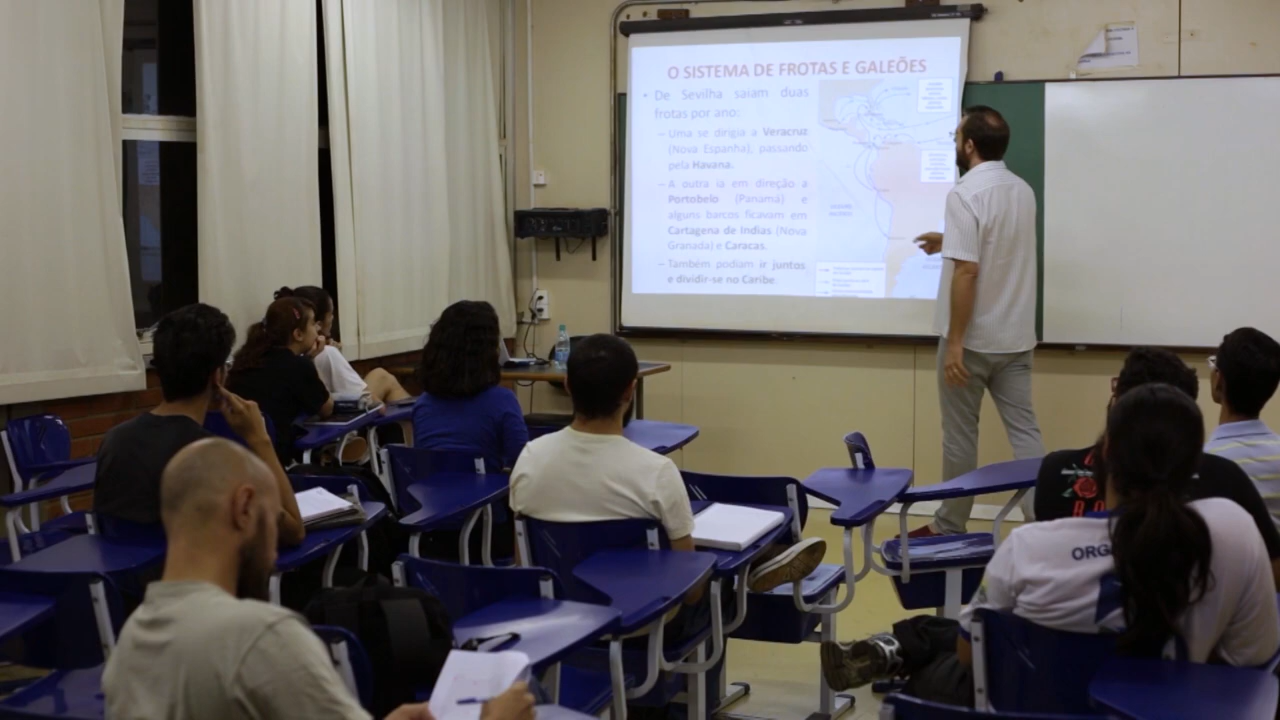 O SISTEMA DE FROTAS E GALEÕES
• De Sevilha saiam duas
frotas por ano:
– Uma se dirigia a Veracruz
(Nova Espanha), passando
pela Havana.
– A outra ia em direção a
Portobelo (Panamá) e
alguns barcos ficavam em
Cartagena de Indias (Nova
Granada) e Caracas.
– Também podiam ir juntos
e dividir-se no Caribe.
ORG